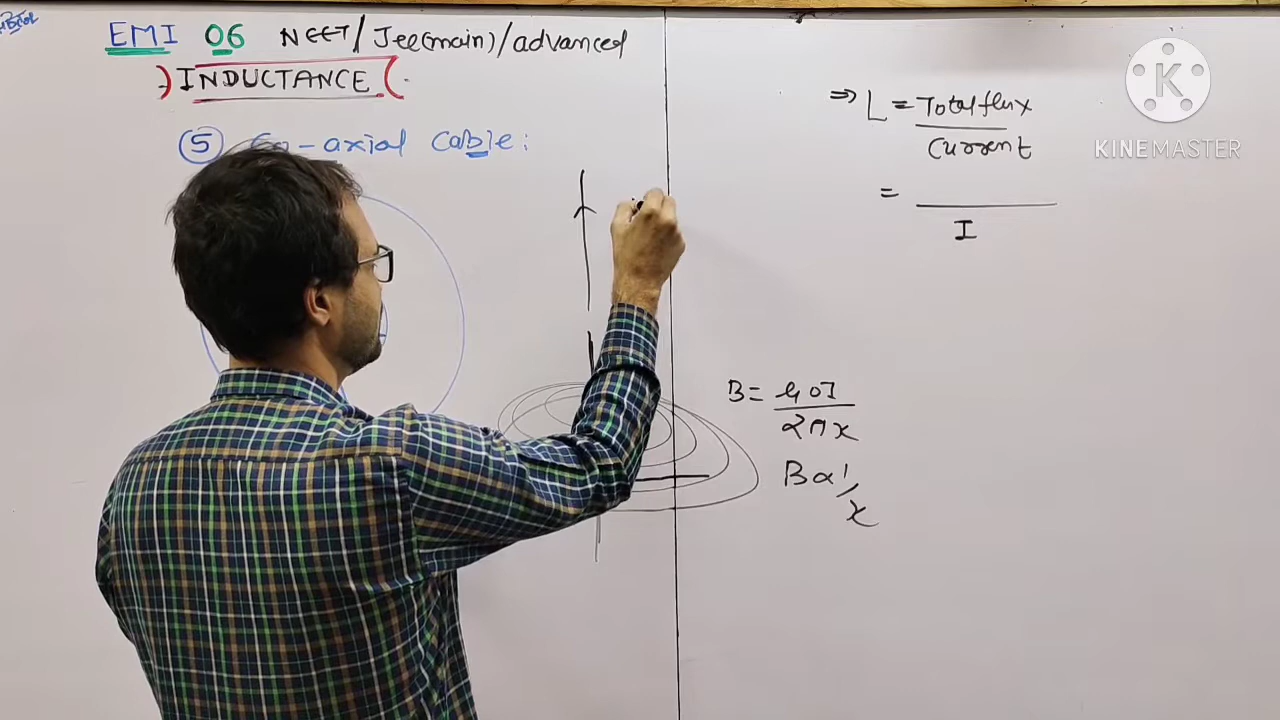 EMI 06 NEET/Jee(main)/advanced
INDUCTANCE
⑤ Co-axial Cable:
⇒ L = Total flux
Current
=
I
B = μ0I
2πx
B α 1/x
K
KINEMASTER